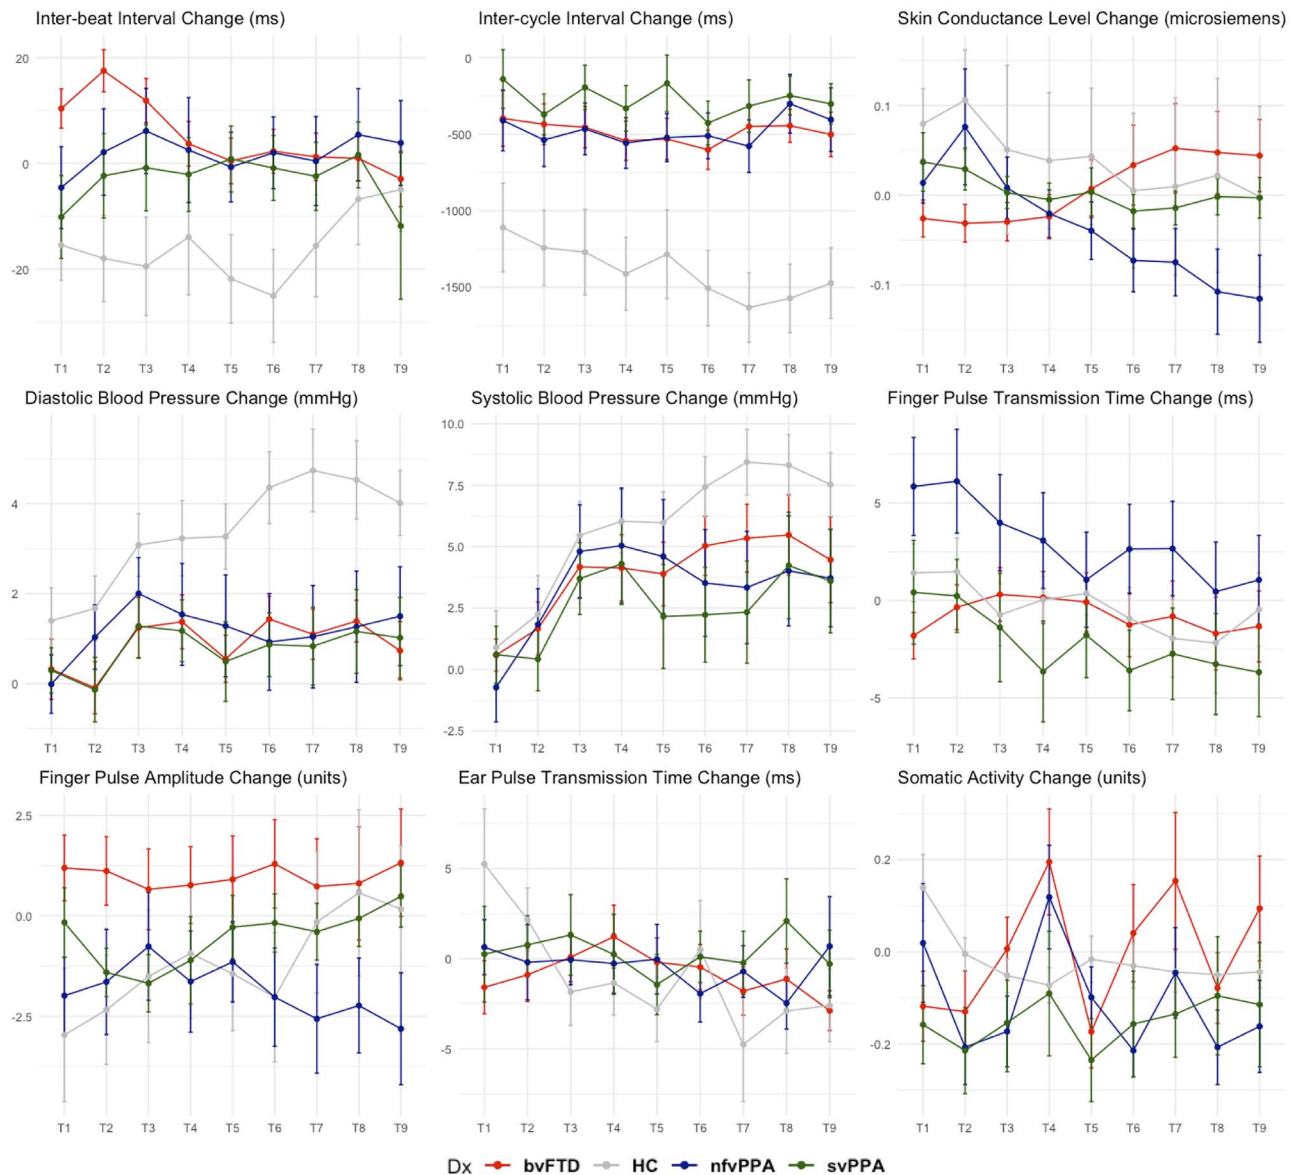 Inter-beat Interval Change (ms)
Inter-cycle Interval Change (ms)
Skin Conductance Level Change (microsiemens)
20
0
-20
T1 T2 T3 T4 T5 T6 T7 T8 T9
0
-500
-1000
-1500
T1 T2 T3 T4 T5 T6 T7 T8 T9
0.1
0.0
-0.1
T1 T2 T3 T4 T5 T6 T7 T8 T9
Diastolic Blood Pressure Change (mmHg)
Systolic Blood Pressure Change (mmHg)
Finger Pulse Transmission Time Change (ms)
4
2
0
T1 T2 T3 T4 T5 T6 T7 T8 T9
10.0
7.5
5.0
2.5
0.0
-2.5
T1 T2 T3 T4 T5 T6 T7 T8 T9
5
0
-5
T1 T2 T3 T4 T5 T6 T7 T8 T9
Finger Pulse Amplitude Change (units)
Ear Pulse Transmission Time Change (ms)
Somatic Activity Change (units)
2.5
0.0
-2.5
T1 T2 T3 T4 T5 T6 T7 T8 T9
5
0
-5
T1 T2 T3 T4 T5 T6 T7 T8 T9
0.2
0.0
-0.2
T1 T2 T3 T4 T5 T6 T7 T8 T9
Dx bvFTD HC nfvPPA svPPA